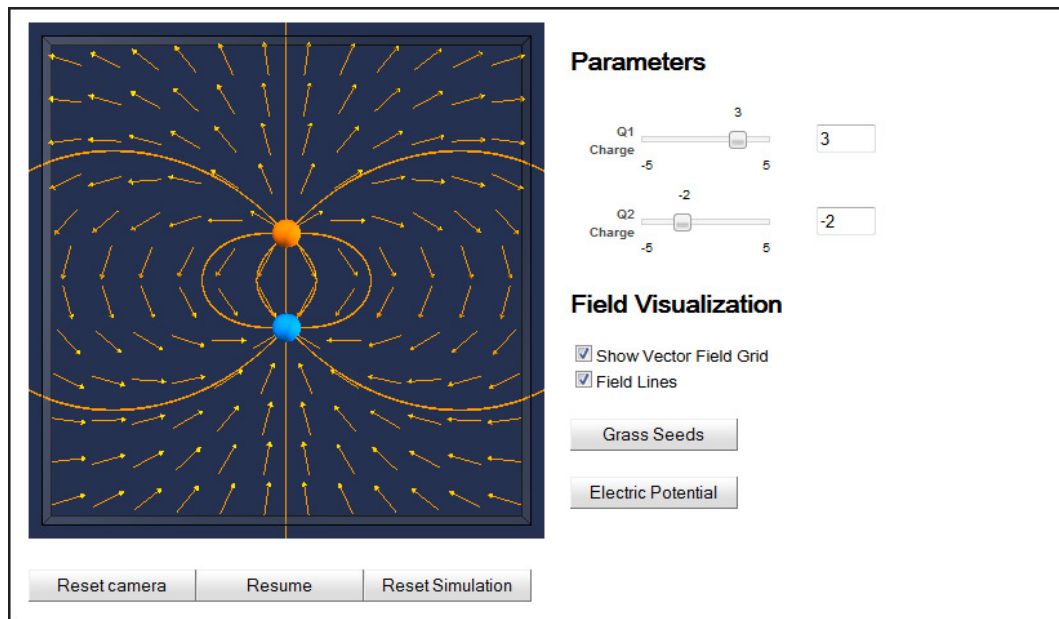 Parameters
3
Q1
Charge
3
-5 5
-2
Q2
Charge
-2
-5 5
Field Visualization
Show Vector Field Grid
Field Lines
Grass Seeds
Electric Potential
Reset camera Resume Reset Simulation